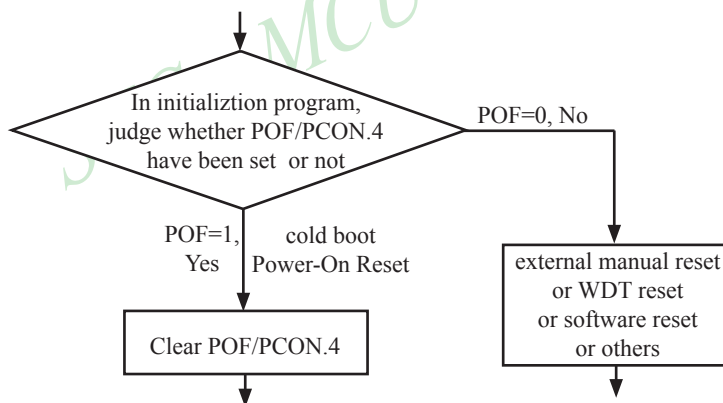 In initializtion program,
judge whether POF/PCON.4
have been set or not
POF=0, No
POF=1,
Yes
cold boot
Power-On Reset
external manual reset
or WDT reset
or software reset
or others
Clear POF/PCON.4
MCU